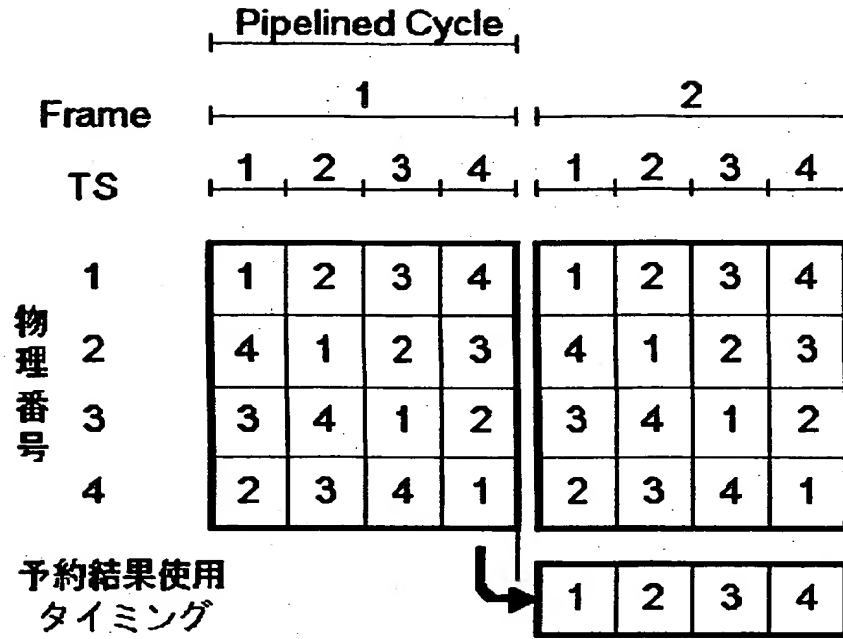 Pipelined Cycle
Frame 1 2
TS 1 2 3 4 1 2 3 4
物理番号
1 1 2 3 4 1 2 3 4
2 4 1 2 3 4 1 2 3
3 3 4 1 2 3 4 1 2
4 2 3 4 1 2 3 4 1
予約結果使用
タイミング
1 2 3 4